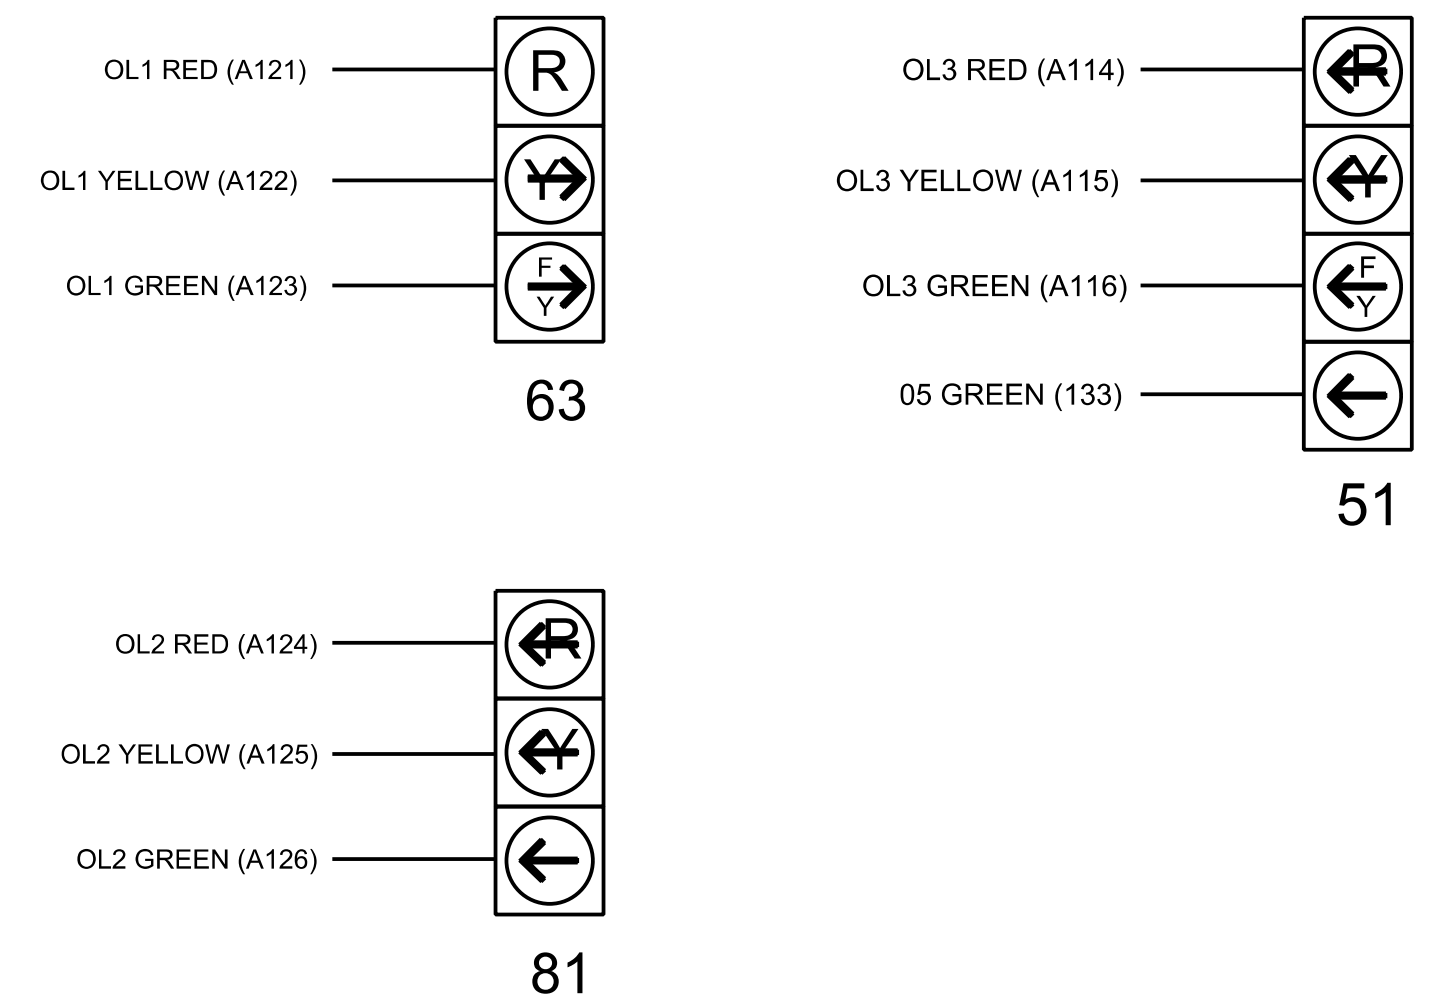 OL1 RED (A121)
R
OL1 YELLOW (A122)
Y
OL1 GREEN (A123)
F
Y
63
OL3 RED (A114)
R
OL3 YELLOW (A115)
Y
OL3 GREEN (A116)
F
Y
05 GREEN (133)
51
OL2 RED (A124)
R
OL2 YELLOW (A125)
Y
OL2 GREEN (A126)
81